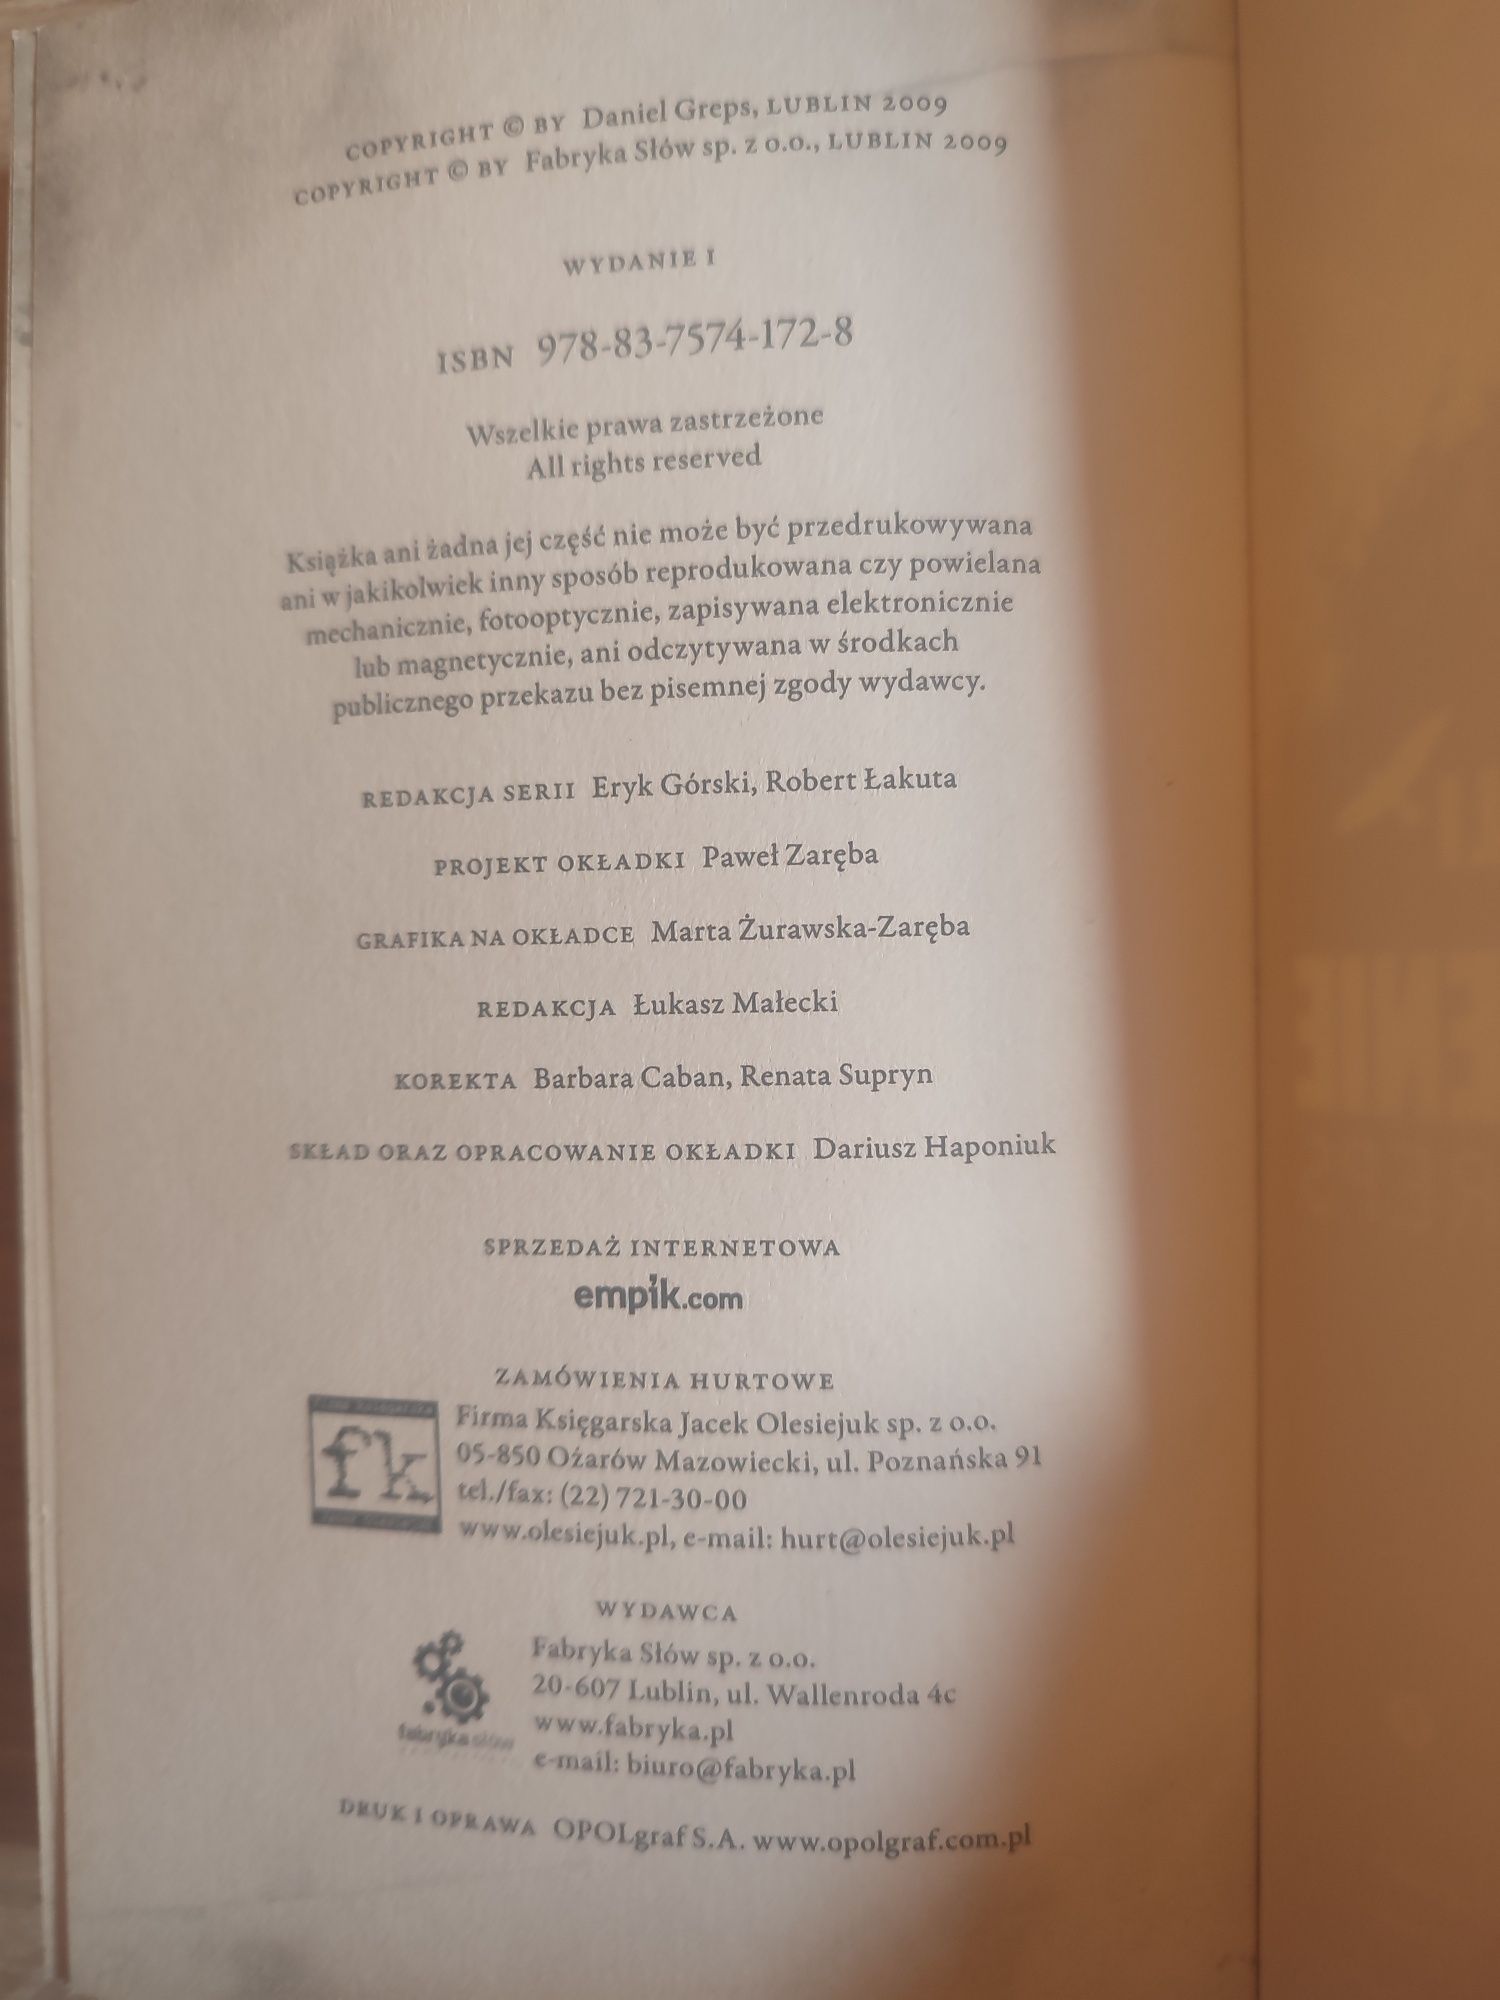 COPYRIGHT © BY Daniel Greps, LUBLIN 2009
COPYRIGHT © BY Fabryka Słów sp. z o.o., LUBLIN 2009
WYDANIE I
ISBN 978-83-7574-172-8
Wszelkie prawa zastrzeżone
All rights reserved
Książka ani żadna jej część nie może być przedrukowywana
ani w jakikolwiek inny sposób reprodukowana czy powielana
mechanicznie, fotooptycznie, zapisywana elektronicznie
lub magnetycznie, ani odczytywana w środkach
publicznego przekazu bez pisemnej zgody wydawcy.
REDAKCJA SERII Eryk Górski, Robert Łakuta
PROJEKT OKŁADKI Paweł Zaręba
GRAFIKA NA OKŁADCE Marta Żurawska-Zaręba
REDAKCJA Łukasz Małecki
KOREKTA Barbara Caban, Renata Supryn
SKŁAD ORAZ OPRACOWANIE OKŁADKI Dariusz Haponiuk
SPRZEDAŻ INTERNETOWA
empik.com
ZAMÓWIENIA HURTOWE
fk
Firma Księgarska Jacek Olesiejuk sp. z o.o.
05-850 Ożarów Mazowiecki, ul. Poznańska 91
tel./fax: (22) 721-30-00
www.olesiejuk.pl, e-mail: hurt@olesiejuk.pl
WYDAWCA
fabryka słów
Fabryka Słów sp. z o.o.
20-607 Lublin, ul. Wallenroda 4c
www.fabryka.pl
e-mail: biuro@fabryka.pl
DRUK I OPRAWA OPOLgraf S.A. www.opolgraf.com.pl